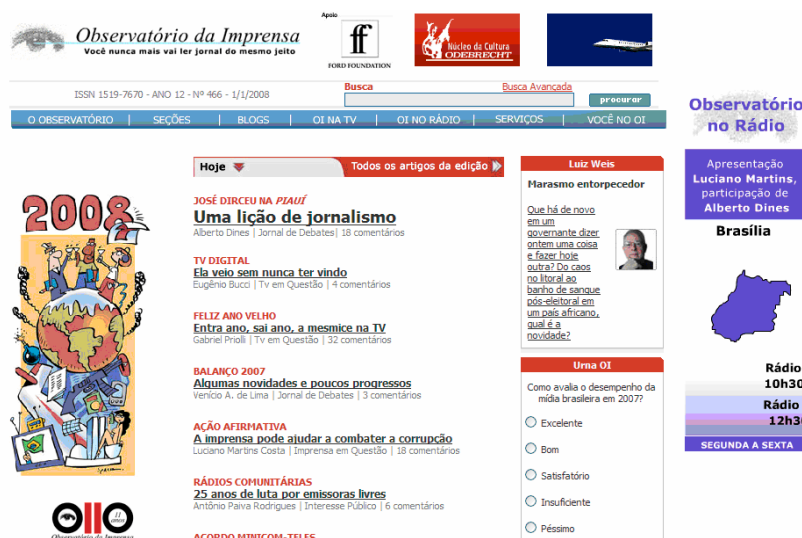 Apoio
Observatório da Imprensa
Você nunca mais vai ler jornal do mesmo jeito
ff
FORD FOUNDATION
Núcleo da Cultura
ODEBRECHT
ISSN 1519-7670 - ANO 12 - Nº 466 - 1/1/2008
Busca
Busca Avançada
procurar
O OBSERVATÓRIO | SEÇÕES | BLOGS | OI NA TV | OI NO RÁDIO | SERVIÇOS | VOCÊ NO OI
2008
Hoje
Todos os artigos da edição
JOSÉ DIRCEU NA PIAUÍ
Uma lição de jornalismo
Alberto Dines | Jornal de Debates| 18 comentários
TV DIGITAL
Ela veio sem nunca ter vindo
Eugênio Bucci | Tv em Questão | 4 comentários
FELIZ ANO VELHO
Entra ano, sai ano, a mesmice na TV
Gabriel Priolli | Tv em Questão | 32 comentários
BALANÇO 2007
Algumas novidades e poucos progressos
Venício A. de Lima | Jornal de Debates | 3 comentários
AÇÃO AFIRMATIVA
A imprensa pode ajudar a combater a corrupção
Luciano Martins Costa | Imprensa em Questão | 18 comentários
RÁDIOS COMUNITÁRIAS
25 anos de luta por emissoras livres
Antônio Paiva Rodrigues | Interesse Público | 6 comentários
ACORDO MINICOM-TELES
Luiz Weis
Marasmo entorpecedor
Que há de novo
em um
governante dizer
ontem uma coisa
e fazer hoje
outra? Do caos
no litoral ao
banho de sangue
pós-eleitoral em
um país africano,
qual é a
novidade?
Urna OI
Como avalia o desempenho da
mídia brasileira em 2007?
Excelente
Bom
Satisfatório
Insuficiente
Péssimo
Observatório
no Rádio
Apresentação
Luciano Martins,
participação de
Alberto Dines
Brasília
Rádio
10h30
Rádio
12h30
SEGUNDA A SEXTA
11
anos
Observatório da Imprensa